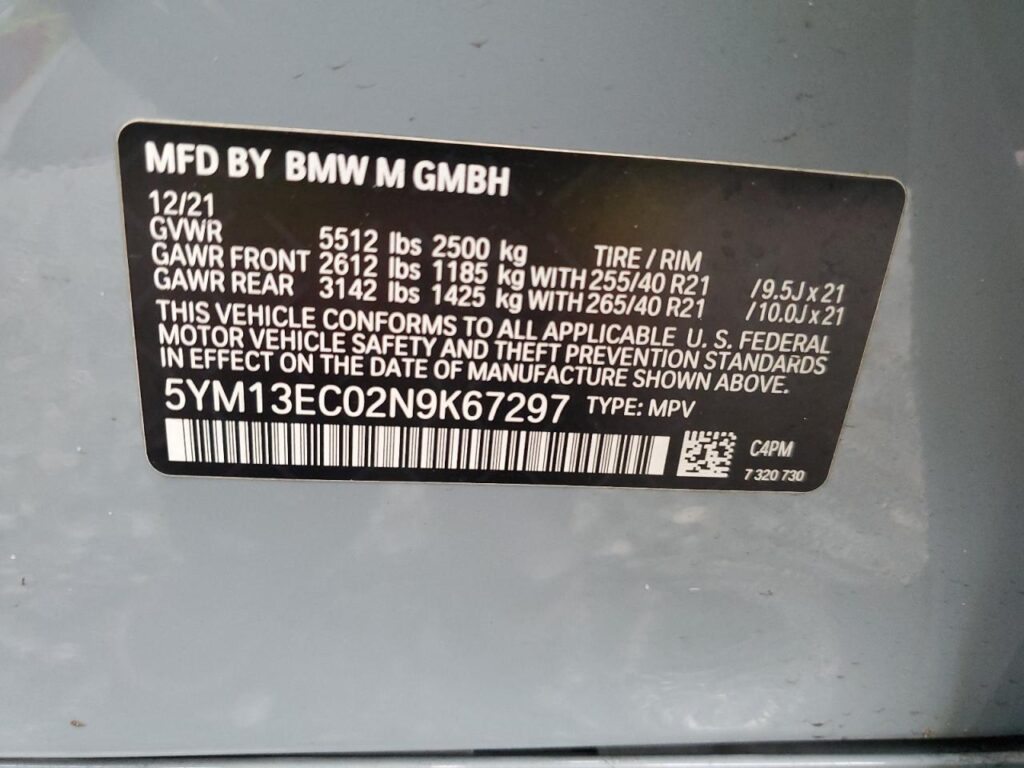 MFD BY BMW M GMBH
12/21
GVWR 5512 lbs 2500 kg TIRE / RIM
GAWR FRONT 2612 lbs 1185 kg WITH 255/40 R21 /9.5J x 21
GAWR REAR 3142 lbs 1425 kg WITH 265/40 R21 /10.0J x 21
THIS VEHICLE CONFORMS TO ALL APPLICABLE U. S. FEDERAL
MOTOR VEHICLE SAFETY AND THEFT PREVENTION STANDARDS
IN EFFECT ON THE DATE OF MANUFACTURE SHOWN ABOVE.
5YM13EC02N9K67297 TYPE: MPV
C4PM
7 320 730